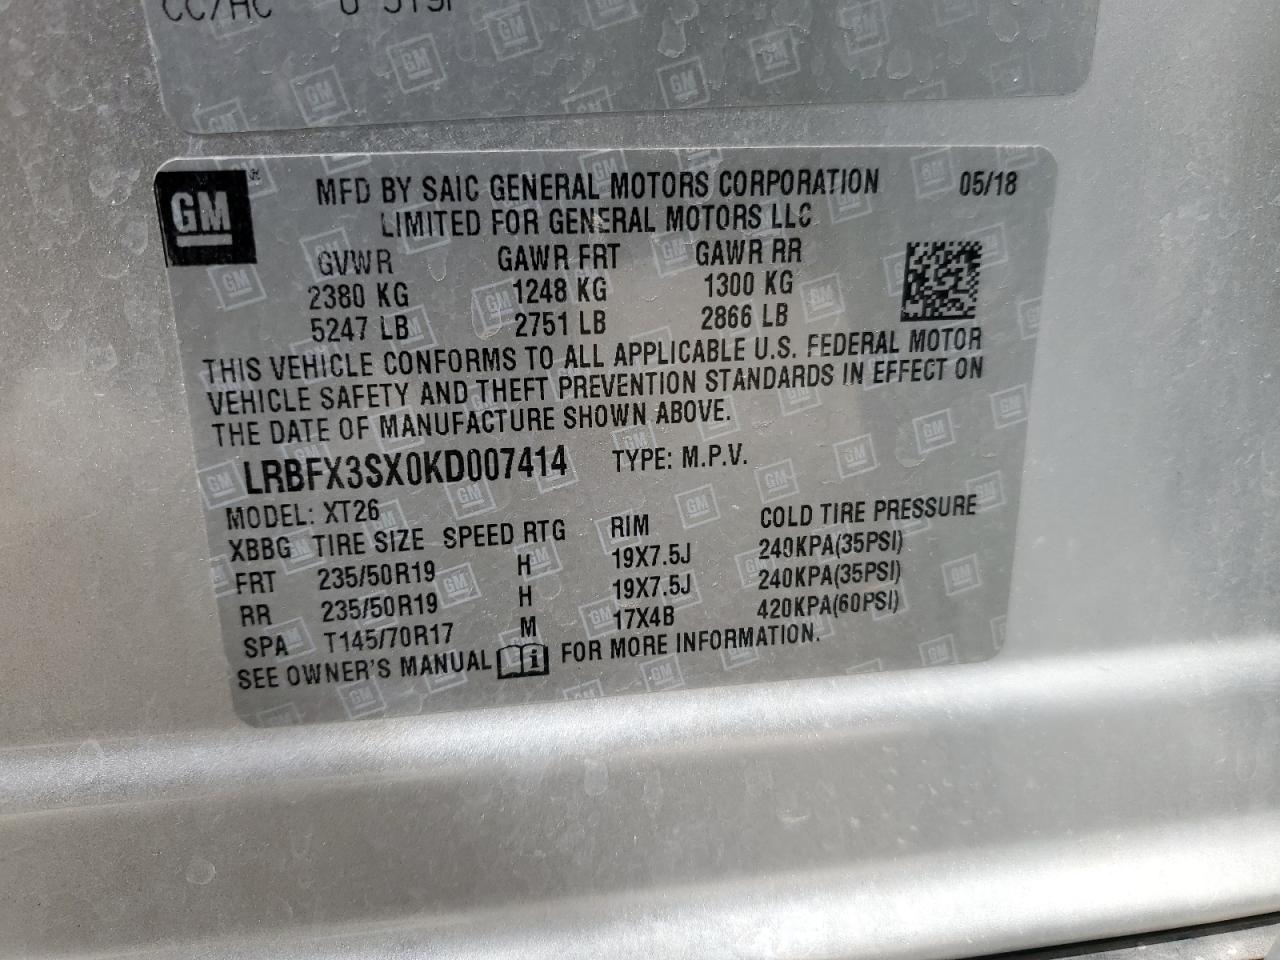 CC/AC
GM
MFD BY SAIC GENERAL MOTORS CORPORATION 05/18
LIMITED FOR GENERAL MOTORS LLC
GVWR GAWR FRT GAWR RR
2380 KG 1248 KG 1300 KG
5247 LB 2751 LB 2866 LB
THIS VEHICLE CONFORMS TO ALL APPLICABLE U.S. FEDERAL MOTOR
VEHICLE SAFETY AND THEFT PREVENTION STANDARDS IN EFFECT ON
THE DATE OF MANUFACTURE SHOWN ABOVE.
LRBFX3SX0KD007414 TYPE: M.P.V.
MODEL: XT26
XBBG TIRE SIZE SPEED RTG RIM COLD TIRE PRESSURE
FRT 235/50R19 H 19X7.5J 240KPA(35PSI)
RR 235/50R19 H 19X7.5J 240KPA(35PSI)
SPA T145/70R17 M 17X4B 420KPA(60PSI)
SEE OWNER'S MANUAL i FOR MORE INFORMATION.